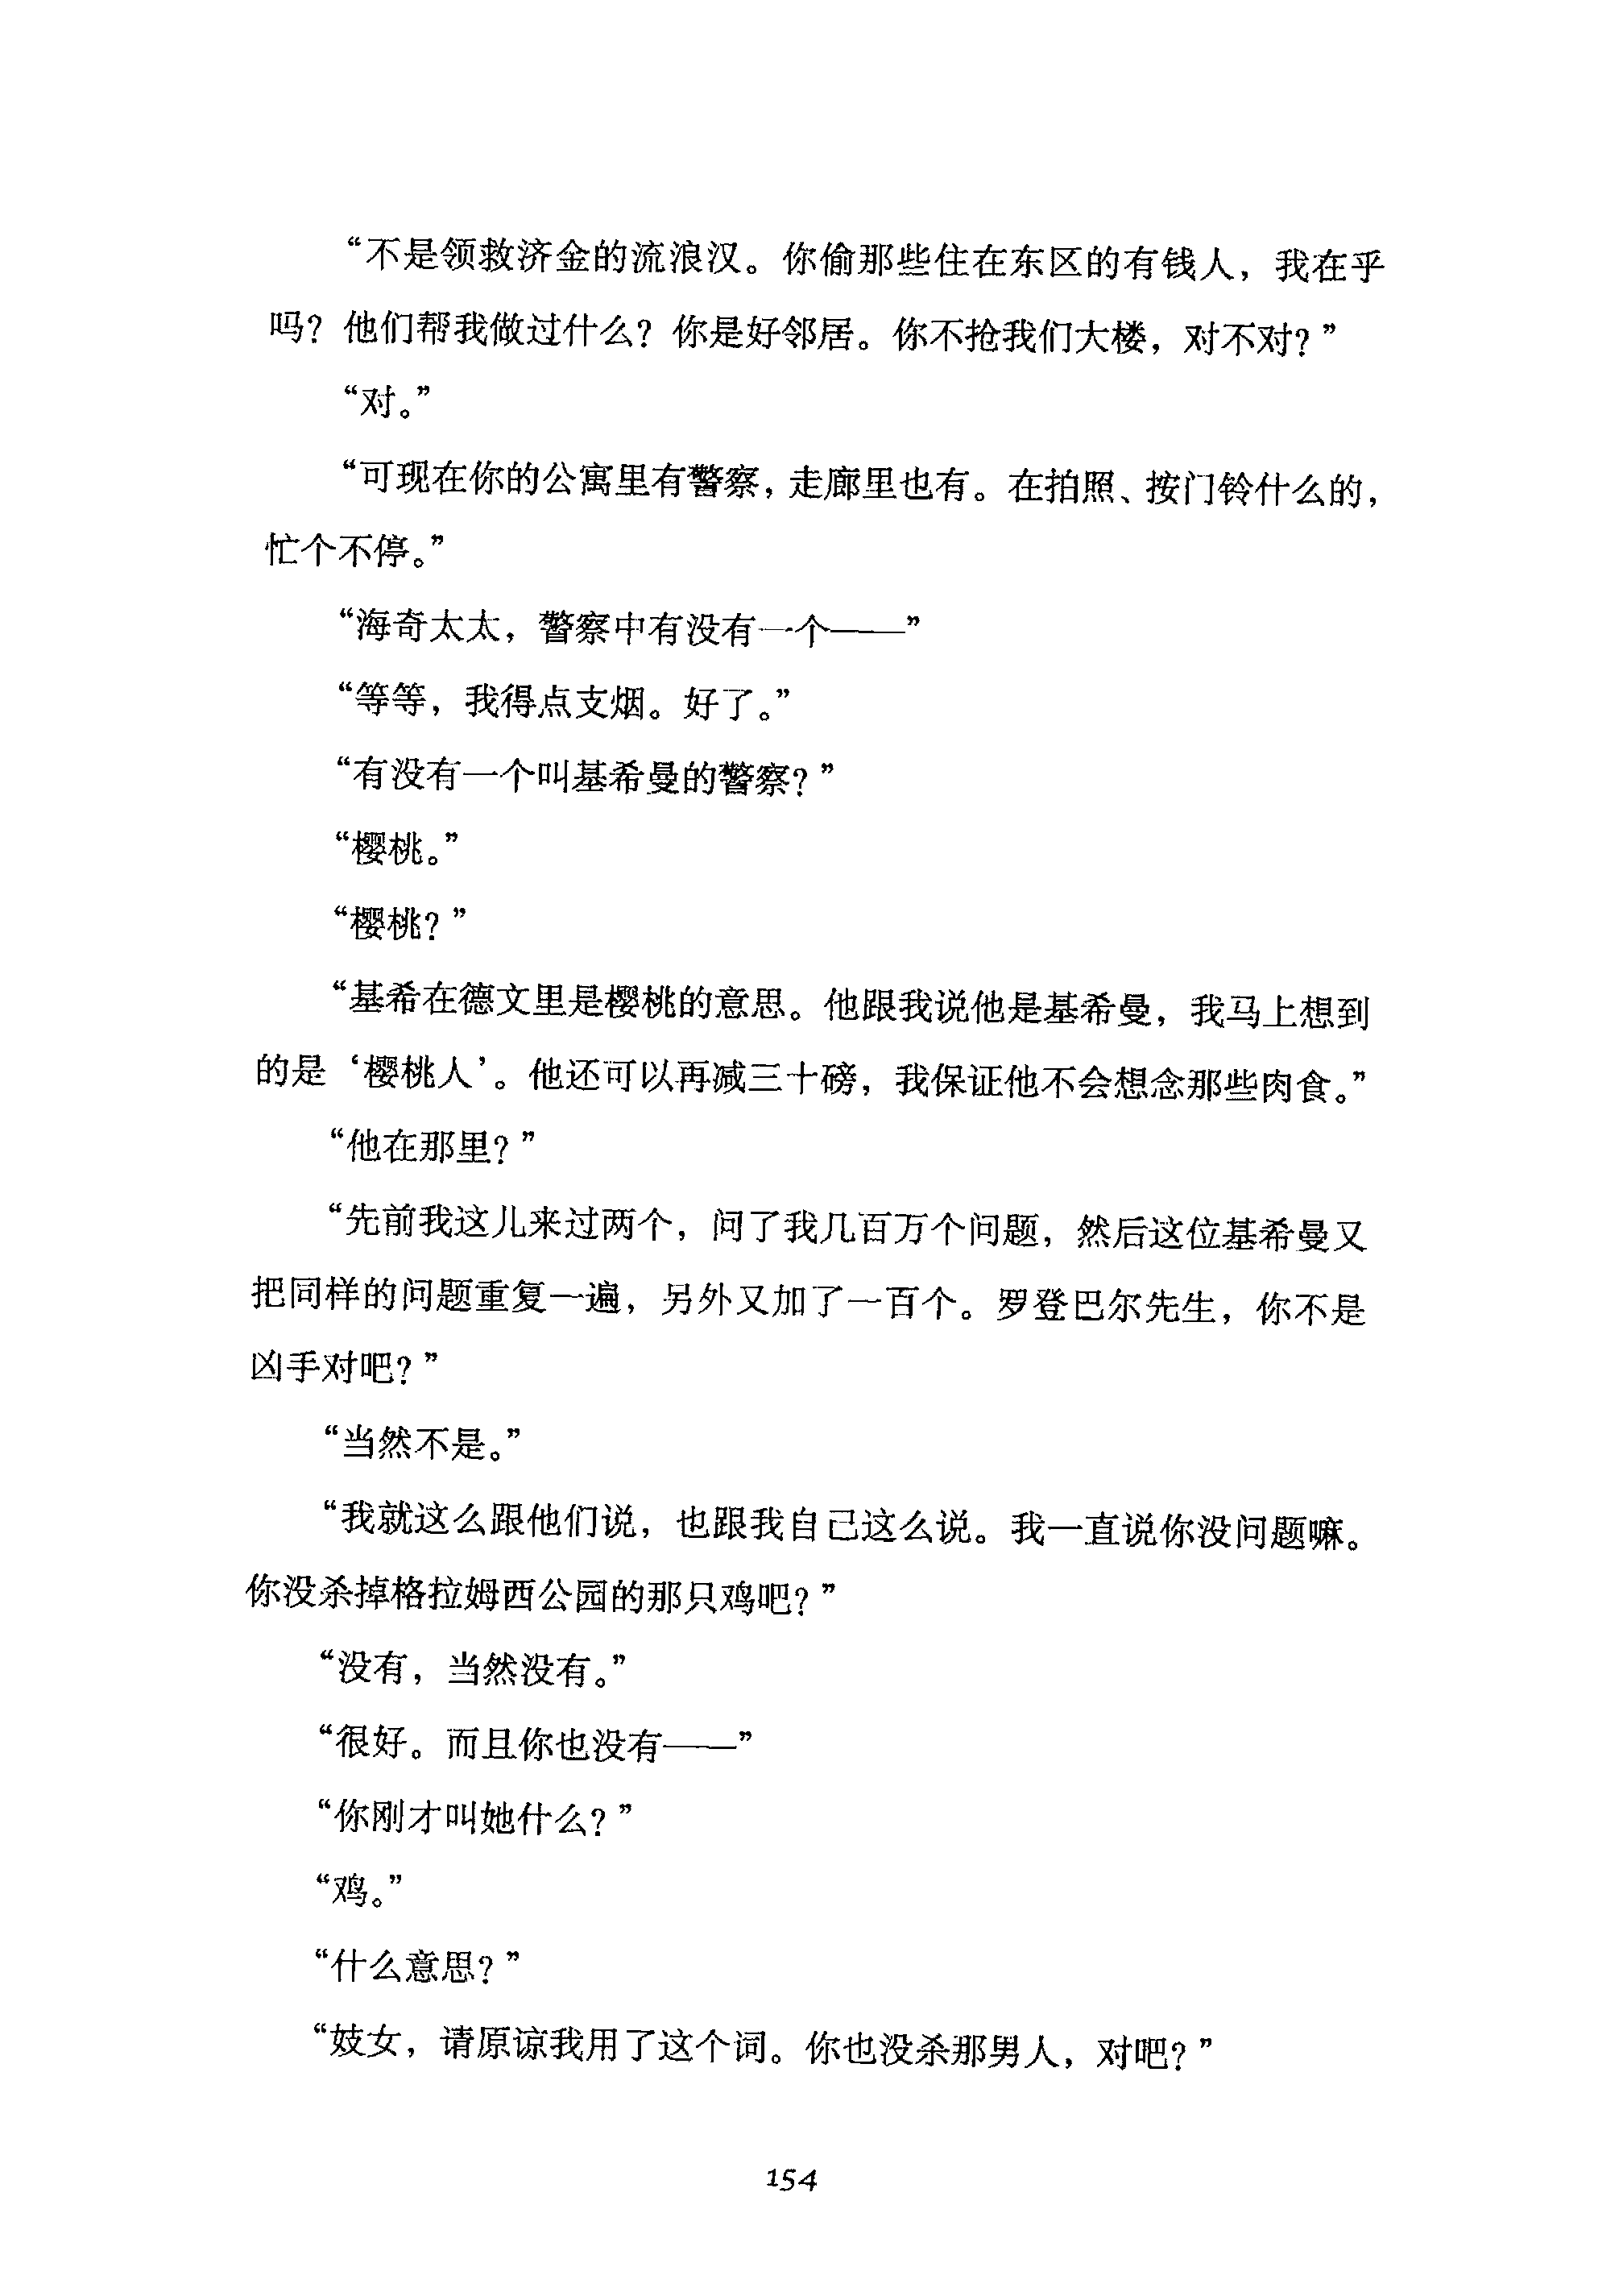 “不是领救济金的流浪汉。你偷那些住在东区的有钱人，我在乎
吗？他们帮我做过什么？你是好邻居。你不抢我们大楼，对不对？”
“对。”
“可现在你的公寓里有警察，走廊里也有。在拍照、按门铃什么的，
忙个不停。”
“海奇太太，警察中有没有一个——”
“等等，我得点支烟。好了。”
“有没有一个叫基希曼的警察？”
“樱桃。”
“樱桃？”
“基希在德文里是樱桃的意思。他跟我说他是基希曼，我马上想到
的是‘樱桃人’。他还可以再减三十磅，我保证他不会想念那些肉食。”
“他在那里？”
“先前我这儿来过两个，问了我几百万个问题，然后这位基希曼又
把同样的问题重复一遍，另外又加了一百个。罗登巴尔先生，你不是
凶手对吧？”
“当然不是。”
“我就这么跟他们说，也跟我自己这么说。我一直说你没问题嘛。
你没杀掉格拉姆西公园的那只鸡吧？”
“没有，当然没有。”
“很好。而且你也没有——”
“你刚才叫她什么？”
“鸡。”
“什么意思？”
“妓女，请原谅我用了这个词。你也没杀那男人，对吧？”
154